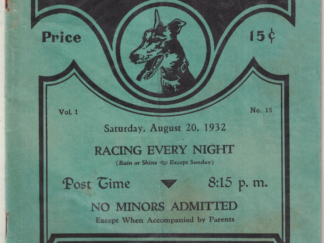 Price 15¢
Vol. 1 No. 15
Saturday, August 20, 1932
RACING EVERY NIGHT
(Rain or Shine Except Sunday)
Post Time 8:15 p. m.
NO MINORS ADMITTED
Except When Accompanied by Parents